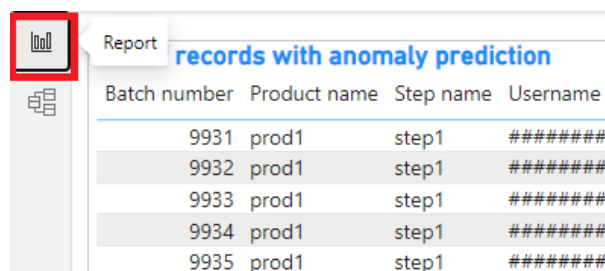 Report
records with anomaly prediction
Batch number Product name Step name Username
9931 prod1 step1 ########
9932 prod1 step1 ########
9933 prod1 step1 ########
9934 prod1 step1 ########
9935 prod1 step1 ########